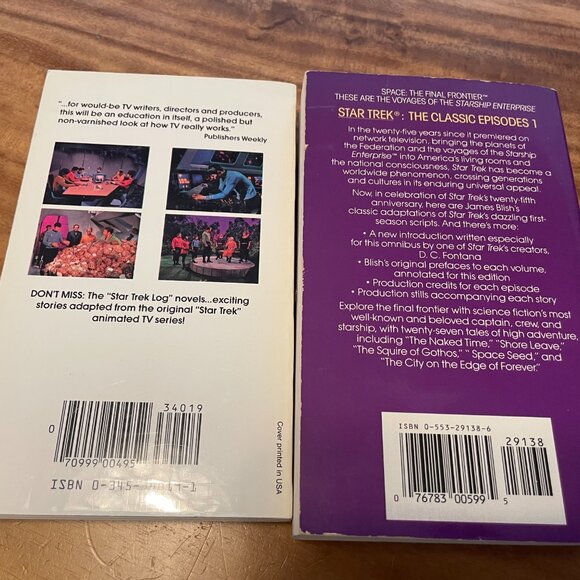 "...for would-be TV writers, directors and producers,
this will be an education in itself, a polished but
non-varnished look at how TV really works."
Publishers Weekly
DON'T MISS: The "Star Trek Log" novels...exciting
stories adapted from the original "Star Trek"
animated TV series!
34019
0
70999 00495
ISBN 0-345-
Cover printed in USA
SPACE: THE FINAL FRONTIER™
THESE ARE THE VOYAGES OF THE STARSHIP ENTERPRISE
STAR TREK®: THE CLASSIC EPISODES 1
In the twenty-five years since it premiered on
network television, bringing the planets of
the Federation and the voyages of the Starship
Enterprise™ into America's living rooms and
the national consciousness, Star Trek has become a
worldwide phenomenon, crossing generations
and cultures in its enduring universal appeal.
Now, in celebration of Star Trek's twenty-fifth
anniversary, here are James Blish's
classic adaptations of Star Trek's dazzling first-
season scripts. And there's more:
• A new introduction written especially
for this omnibus by one of Star Trek's creators,
D. C. Fontana
• Blish's original prefaces to each volume,
annotated for this edition
• Production credits for each episode
• Production stills accompanying each story
Explore the final frontier with science fiction's most
well-known and beloved captain, crew, and
starship, with twenty-seven tales of high adventure,
including "The Naked Time," "Shore Leave,"
"The Squire of Gothos," "Space Seed," and
"The City on the Edge of Forever."
ISBN 0-553-29138-6
29138
0 76783 00599 5